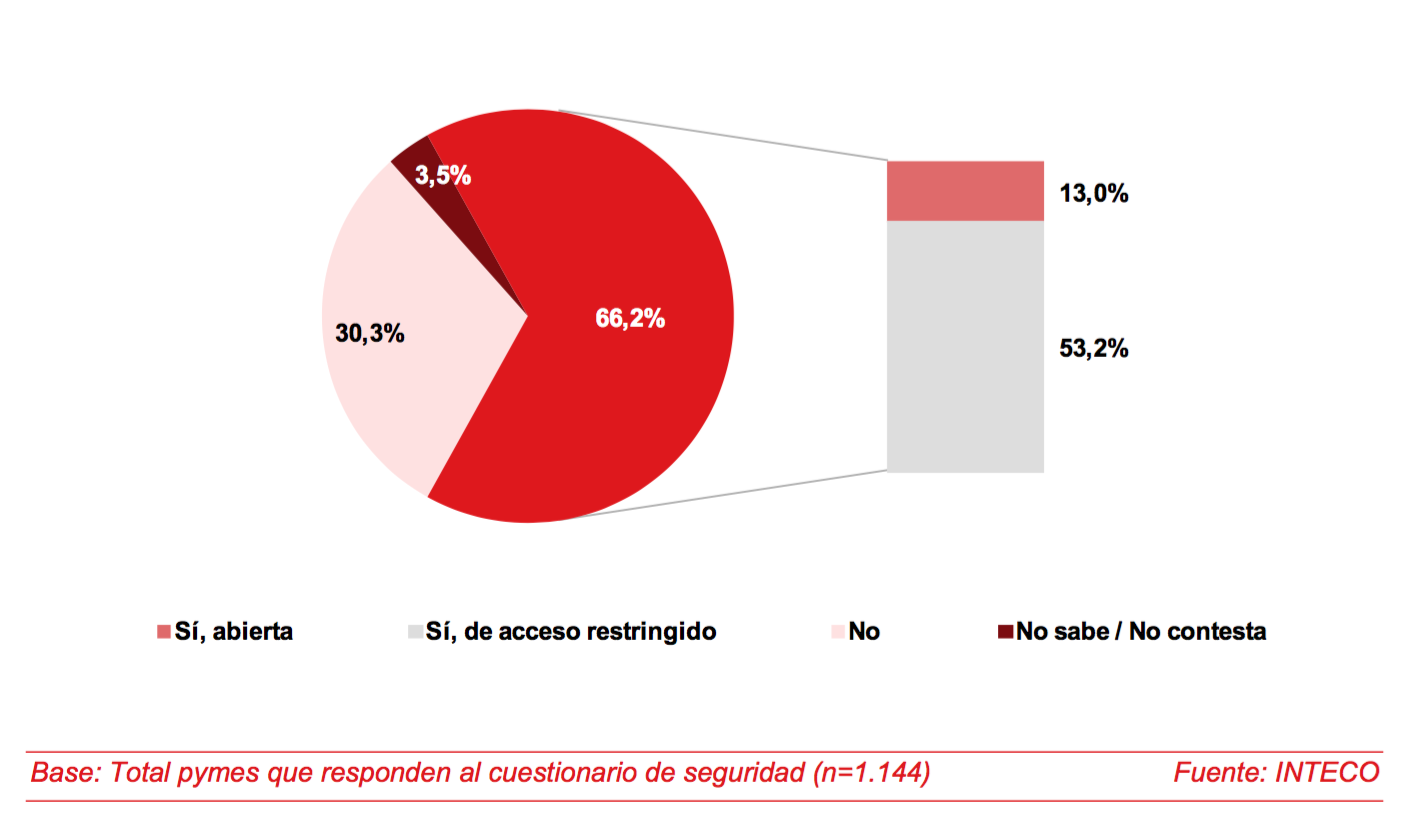 3,5%
13,0%
66,2%
30,3%
53,2%
Sí, abierta
Sí, de acceso restringido
No
No sabe / No contesta
Base: Total pymes que responden al cuestionario de seguridad (n=1.144)
Fuente: INTECO